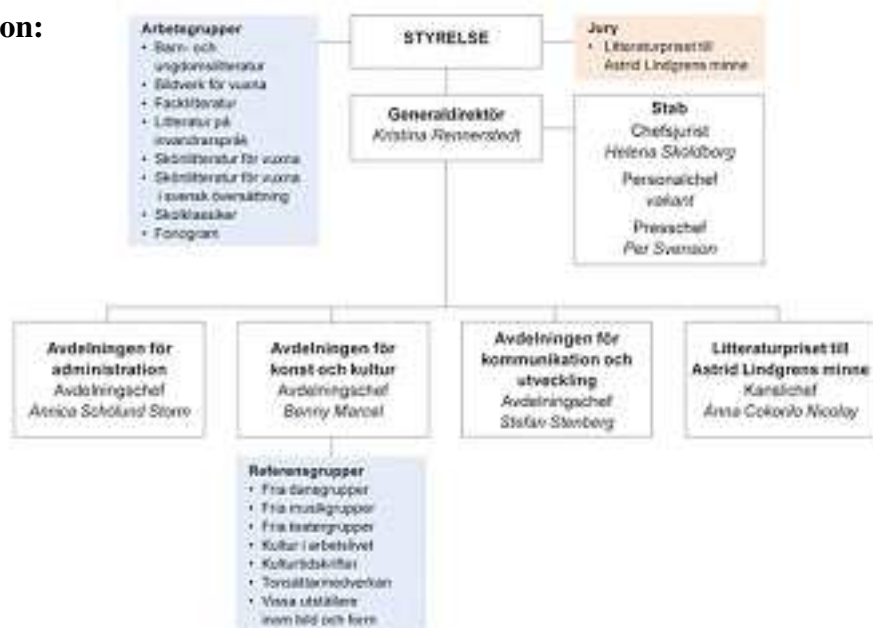 on:
Arbetsgrupper
• Barn- och
ungdomslitteratur
• Bildverk för vuxna
• Facklitteratur
• Litteratur på
invandrarspråk
• Skönlitteratur för vuxna
• Skönlitteratur för vuxna
i svensk översättning
• Skolklassiker
• Fonogram
STYRELSE
Jury
• Litteraturpriset till
Astrid Lindgrens minne
Generaldirektör
Kristina Rennerstedt
Stab
Chefsjurist
Helena Skoldborg
Personalchef
vakant
Presschef
Per Svenson
Avdelningen för
administration
Avdelningschef
Annica Schölund Storm
Avdelningen för
konst och kultur
Avdelningschef
Benny Marcel
Avdelningen för
kommunikation och
utveckling
Avdelningschef
Stefan Stenberg
Litteraturpriset till
Astrid Lindgrens minne
Kanslichef
Anna Cokorilo Nicolay
Referensgrupper
• Fria dansgrupper
• Fria musikgrupper
• Fria teatergrupper
• Kultur i arbetslivet
• Kulturtidskrifter
• Tonsättarmedverkan
• Vissa utställare
inom bild och form